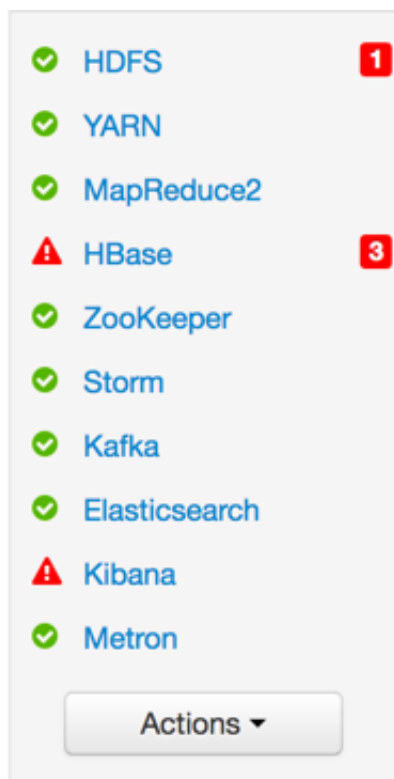 HDFS 1
YARN
MapReduce2
HBase 3
ZooKeeper
Storm
Kafka
Elasticsearch
Kibana
Metron
Actions